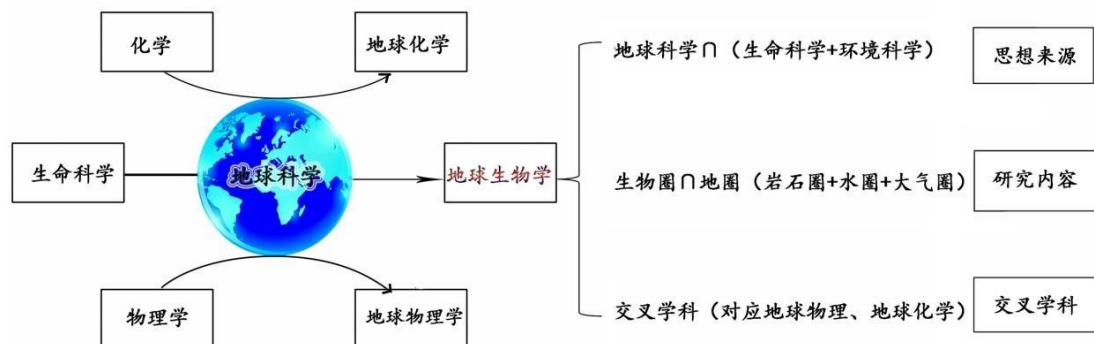 化学
地球化学
地球科学∩（生命科学+环境科学）
思想来源
生命科学
地球科学
地球生物学
生物圈∩地圈（岩石圈+水圈+大气圈）
研究内容
物理学
地球物理学
交叉学科（对应地球物理、地球化学）
交叉学科